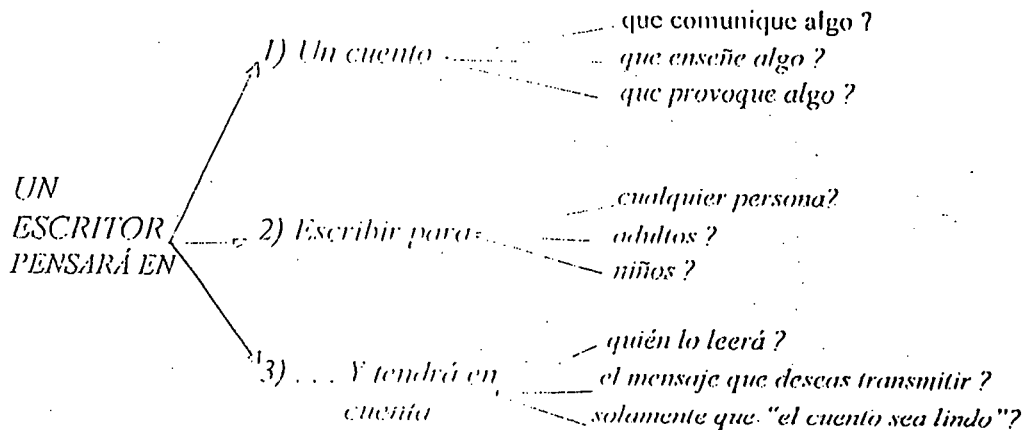 UN
ESCRITOR
PENSARÁ EN
1) Un cuento
que comunique algo ?
que enseñe algo ?
que provoque algo ?
2) Escribir para:
cualquier persona?
adultos ?
niños ?
3) . . . Y tendrá en
cuenta
quién lo leerá ?
el mensaje que deseas transmitir ?
solamente que "el cuento sea lindo"?